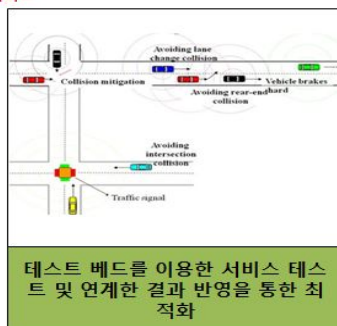 Avoiding lane
change collision
Collision mitigation
Vehicle brakes
hard
Avoiding rear-end
collision
Avoiding
intersection
collision
Traffic signal
테스트 베드를 이용한 서비스 테스
트 및 연계한 결과 반영을 통한 최
적화